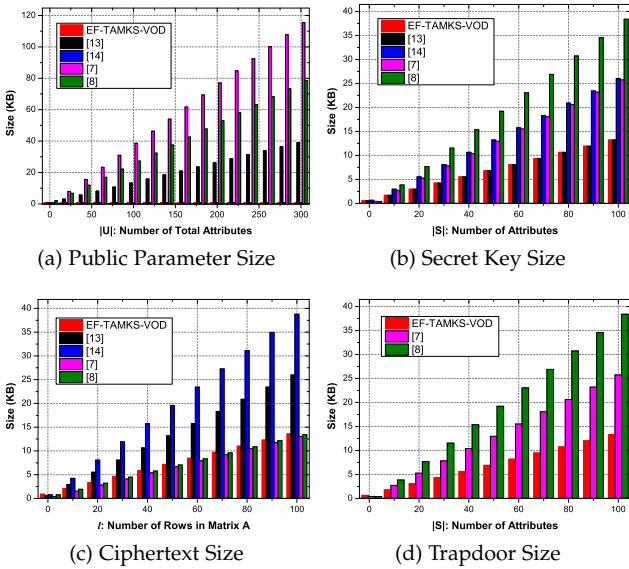 EF-TAMKS-VOD
[13]
[14]
[7]
[8]
120
100
80
60
40
20
0
Size (KB)
0 50 100 150 200 250 300
|U|: Number of Total Attributes
(a) Public Parameter Size
EF-TAMKS-VOD
[13]
[14]
[7]
[8]
40
35
30
25
20
15
10
5
0
Size (KB)
0 20 40 60 80 100
|S|: Number of Attributes
(b) Secret Key Size
EF-TAMKS-VOD
[13]
[14]
[7]
[8]
40
35
30
25
20
15
10
5
0
Size (KB)
0 20 40 60 80 100
l: Number of Rows in Matrix A
(c) Ciphertext Size
EF-TAMKS-VOD
[7]
[8]
40
35
30
25
20
15
10
5
0
Size (KB)
0 20 40 60 80 100
|S|: Number of Attributes
(d) Trapdoor Size